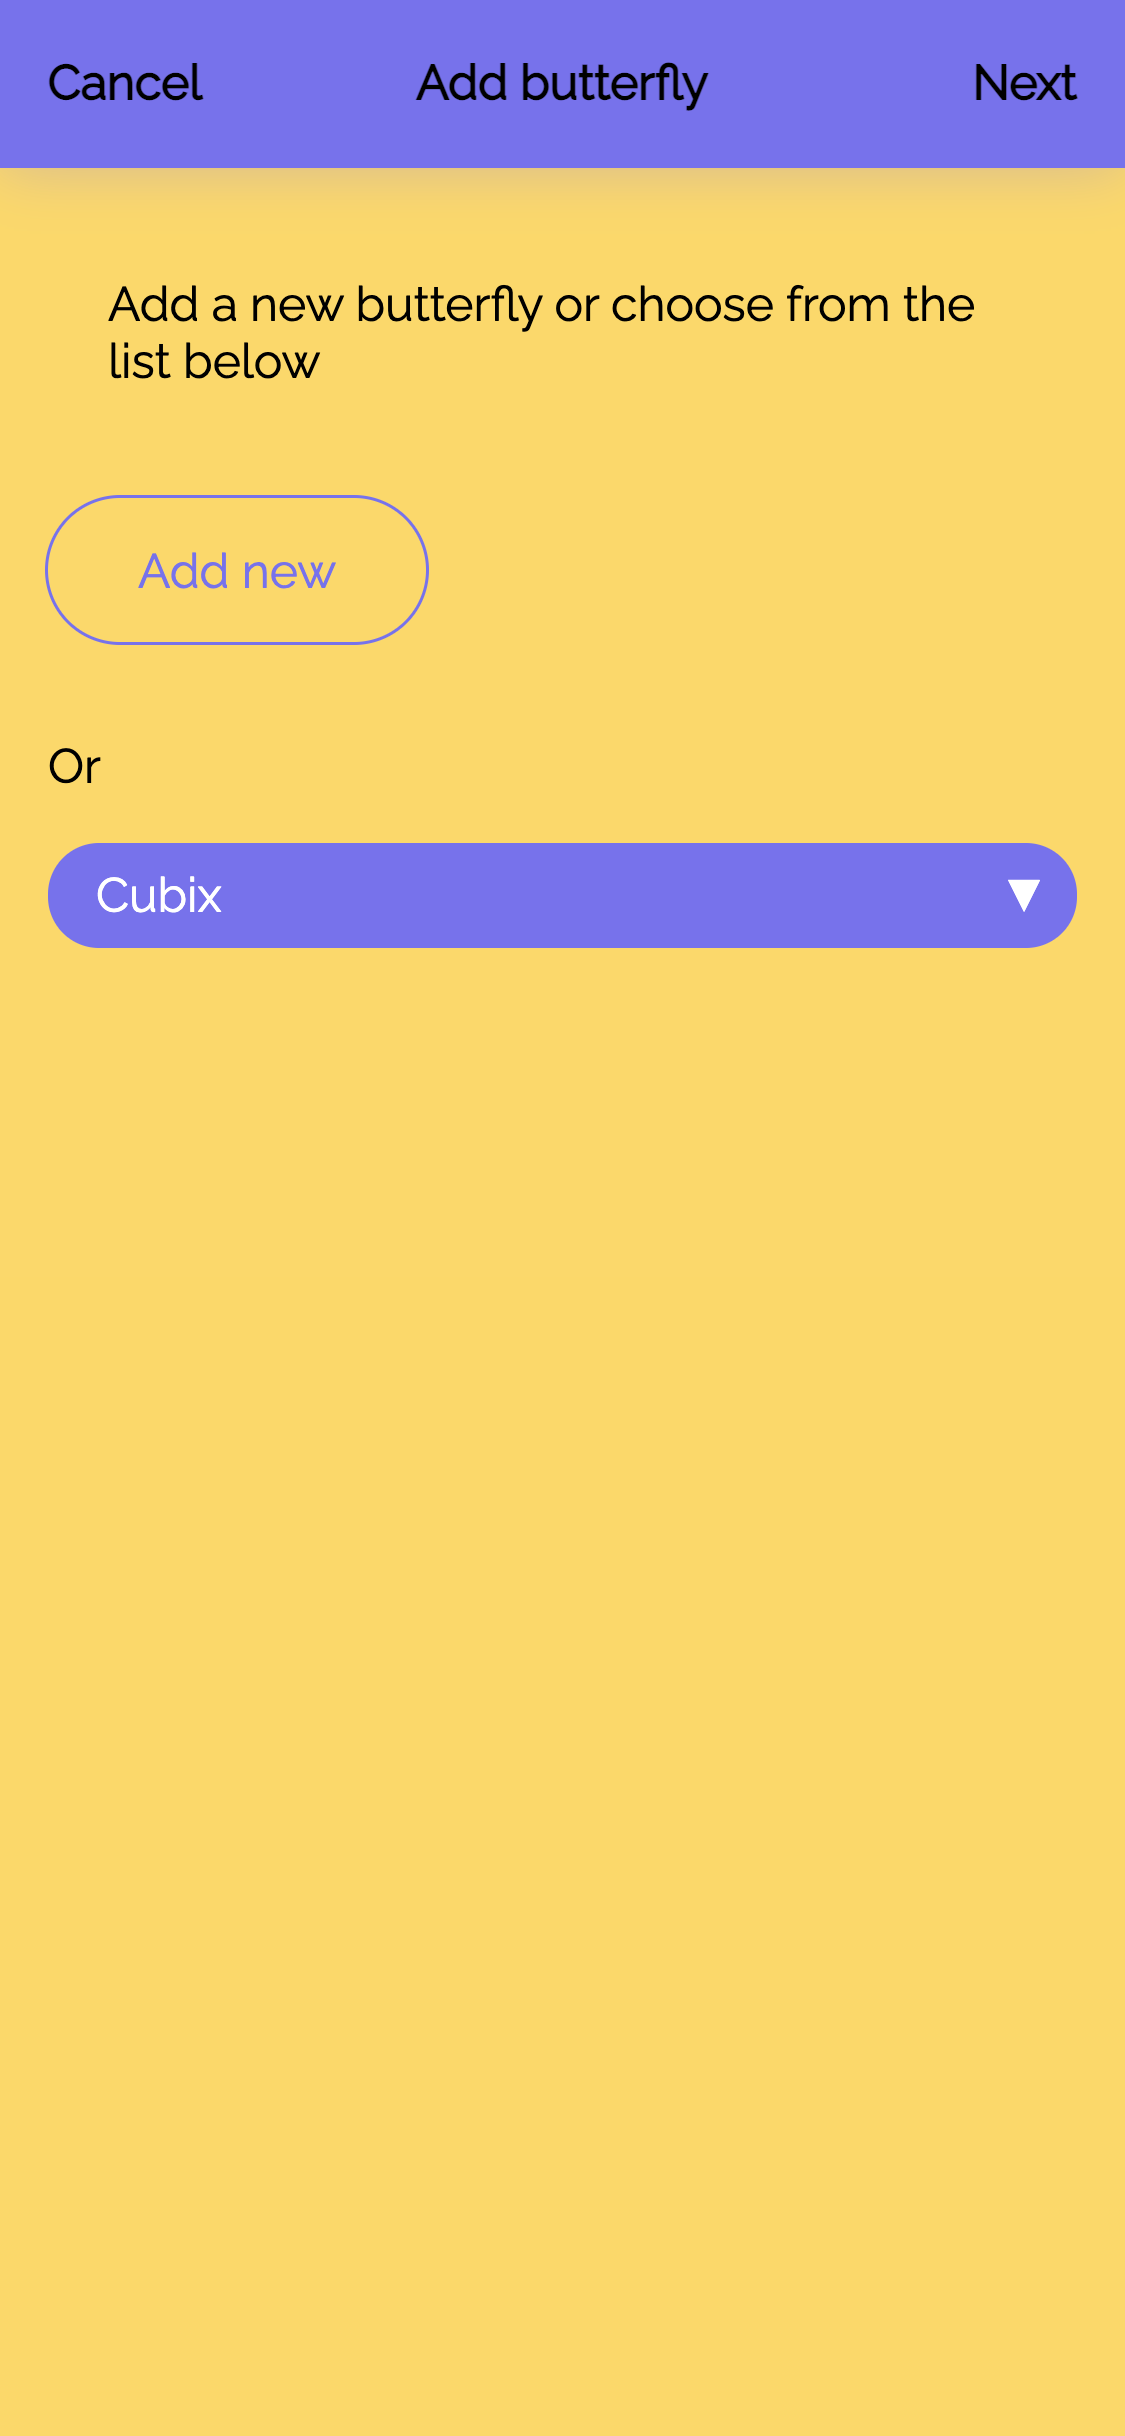 Cancel Add butterfly Next
Add a new butterfly or choose from the
list below
Add new
Or
Cubix